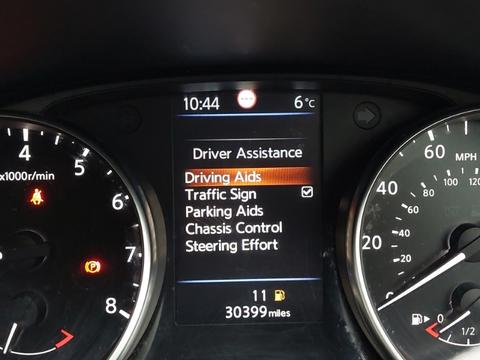 10:44 6°C
Driver Assistance
Driving Aids
Traffic Sign
Parking Aids
Chassis Control
Steering Effort
11
30399 miles
x1000r/min
4
5
6
7
8
(P)
60 MPH
40
20
100 120
80
60
40
20
0 1/2